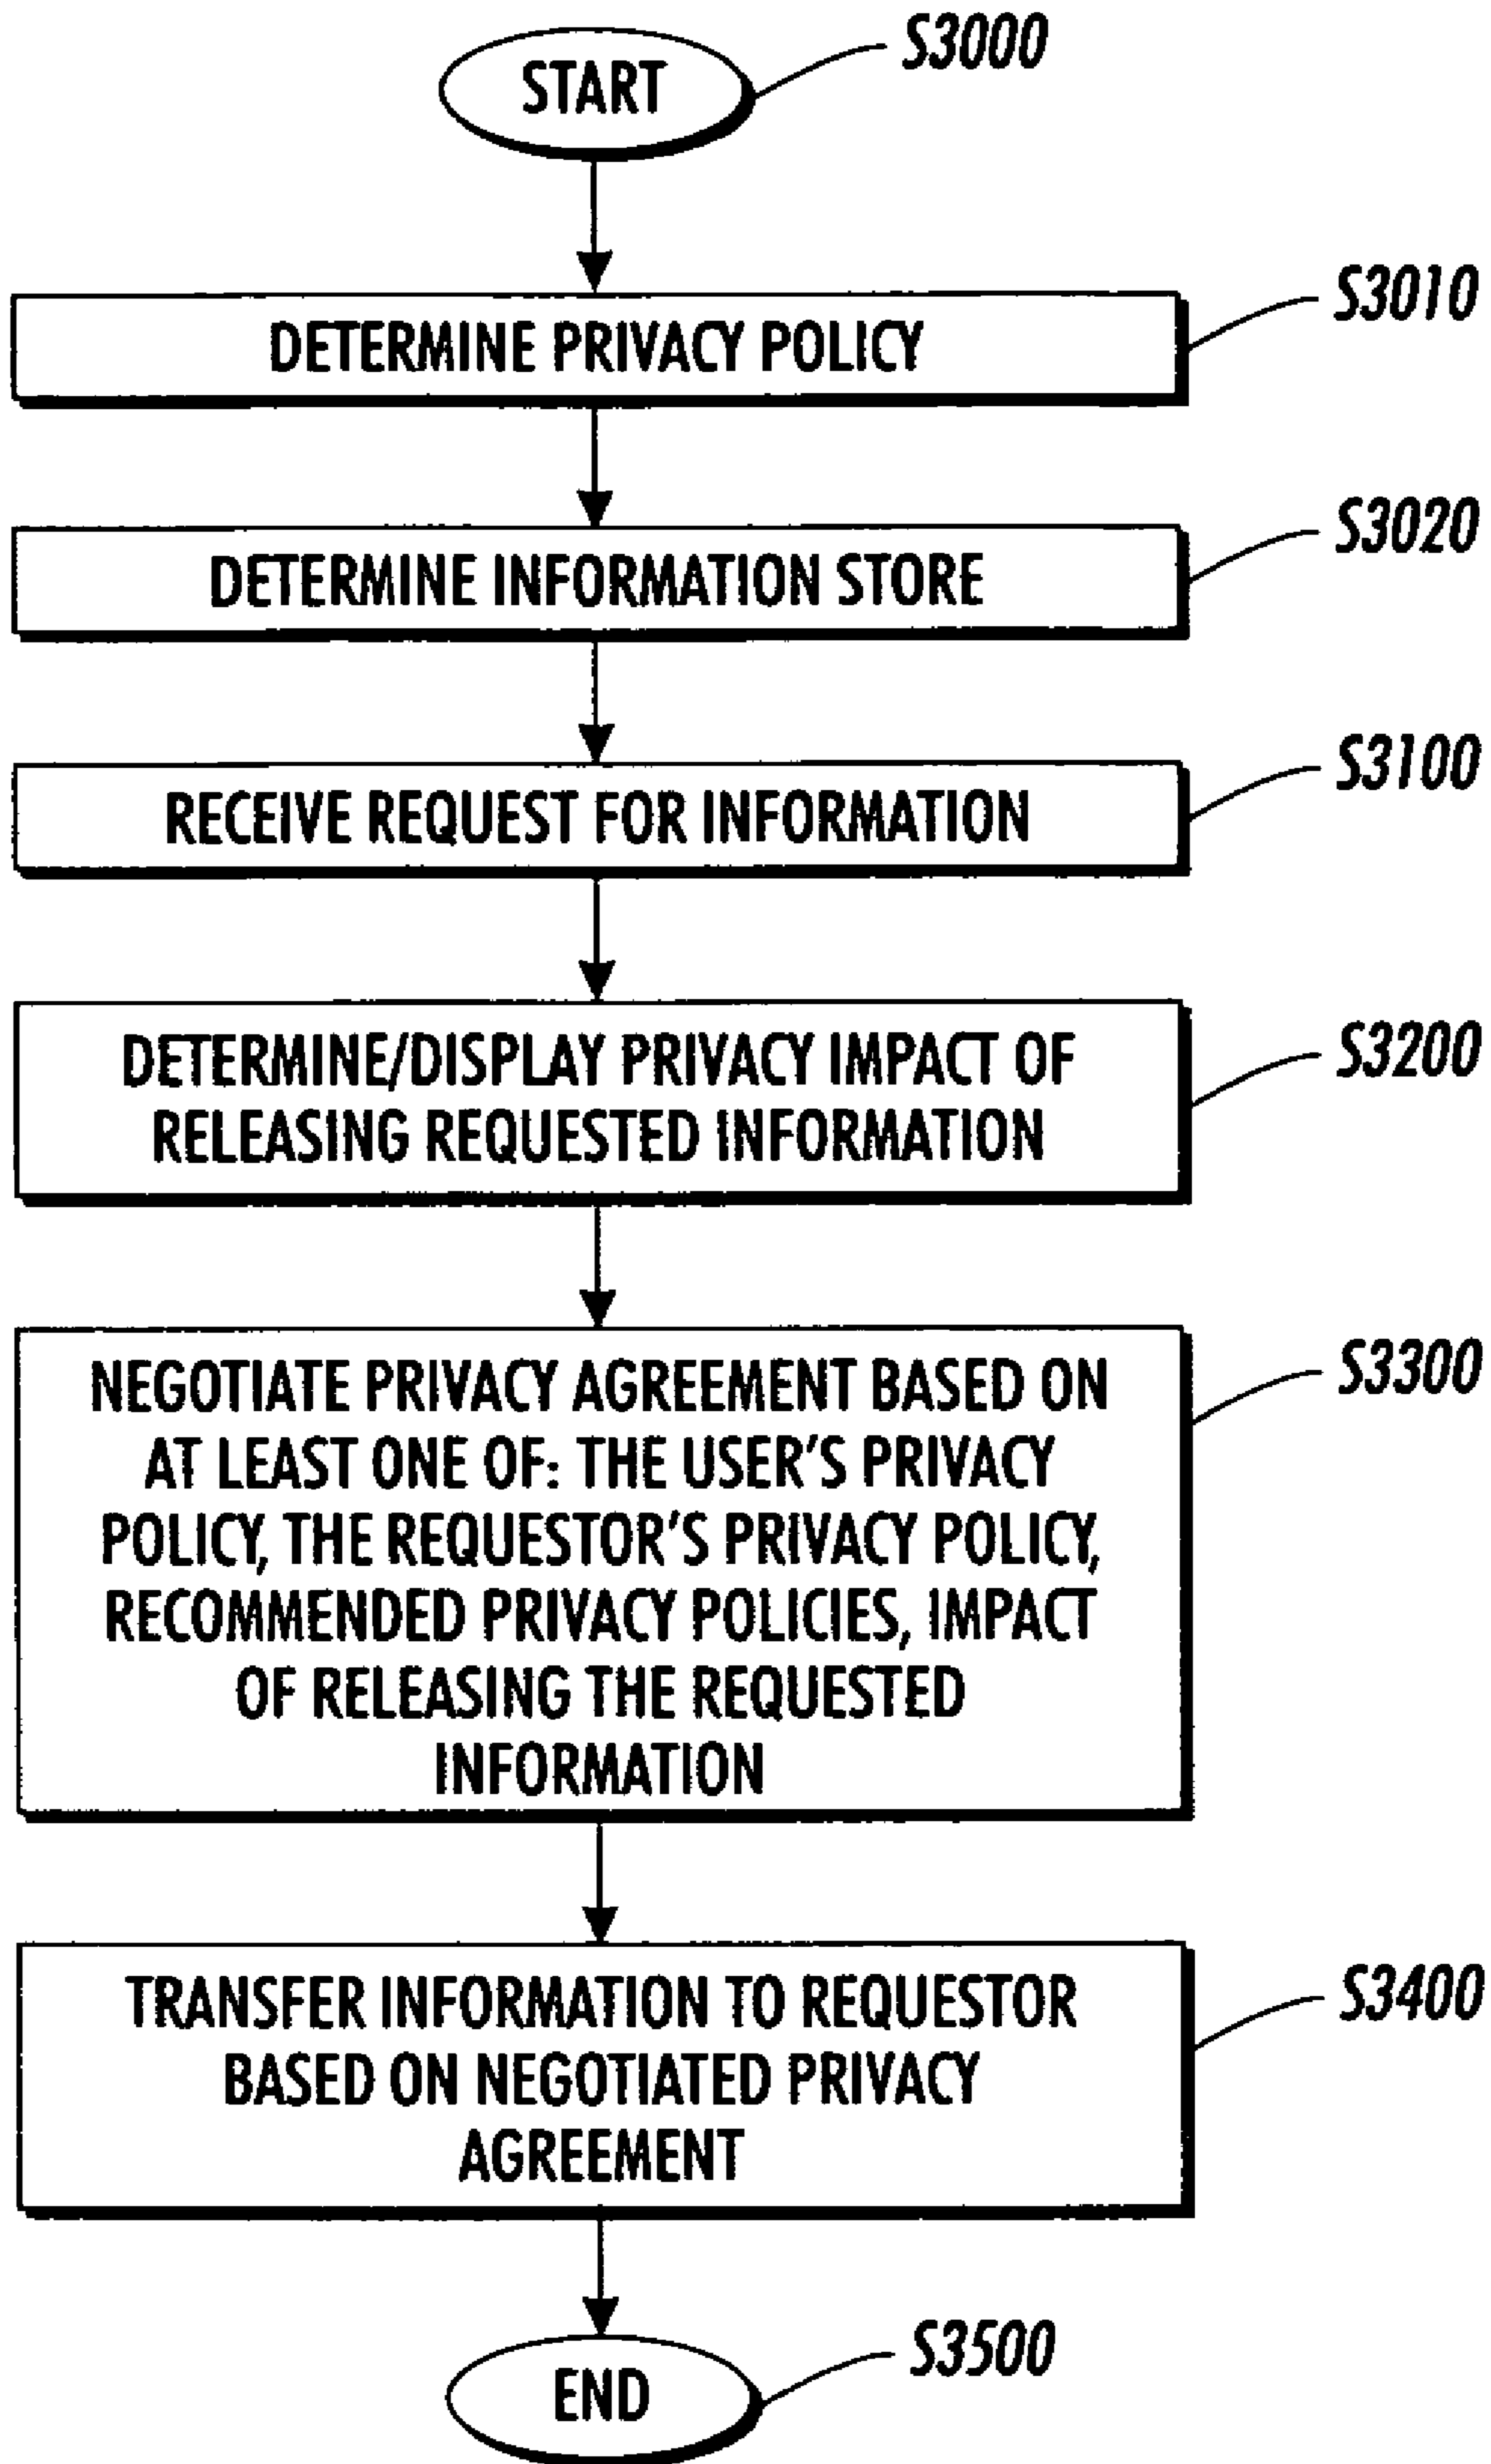 START
S3000
DETERMINE PRIVACY POLICY
S3010
DETERMINE INFORMATION STORE
S3020
RECEIVE REQUEST FOR INFORMATION
S3100
DETERMINE/DISPLAY PRIVACY IMPACT OF
RELEASING REQUESTED INFORMATION
S3200
NEGOTIATE PRIVACY AGREEMENT BASED ON
AT LEAST ONE OF: THE USER'S PRIVACY
POLICY, THE REQUESTOR'S PRIVACY POLICY,
RECOMMENDED PRIVACY POLICIES, IMPACT
OF RELEASING THE REQUESTED
INFORMATION
S3300
TRANSFER INFORMATION TO REQUESTOR
BASED ON NEGOTIATED PRIVACY
AGREEMENT
S3400
END
S3500